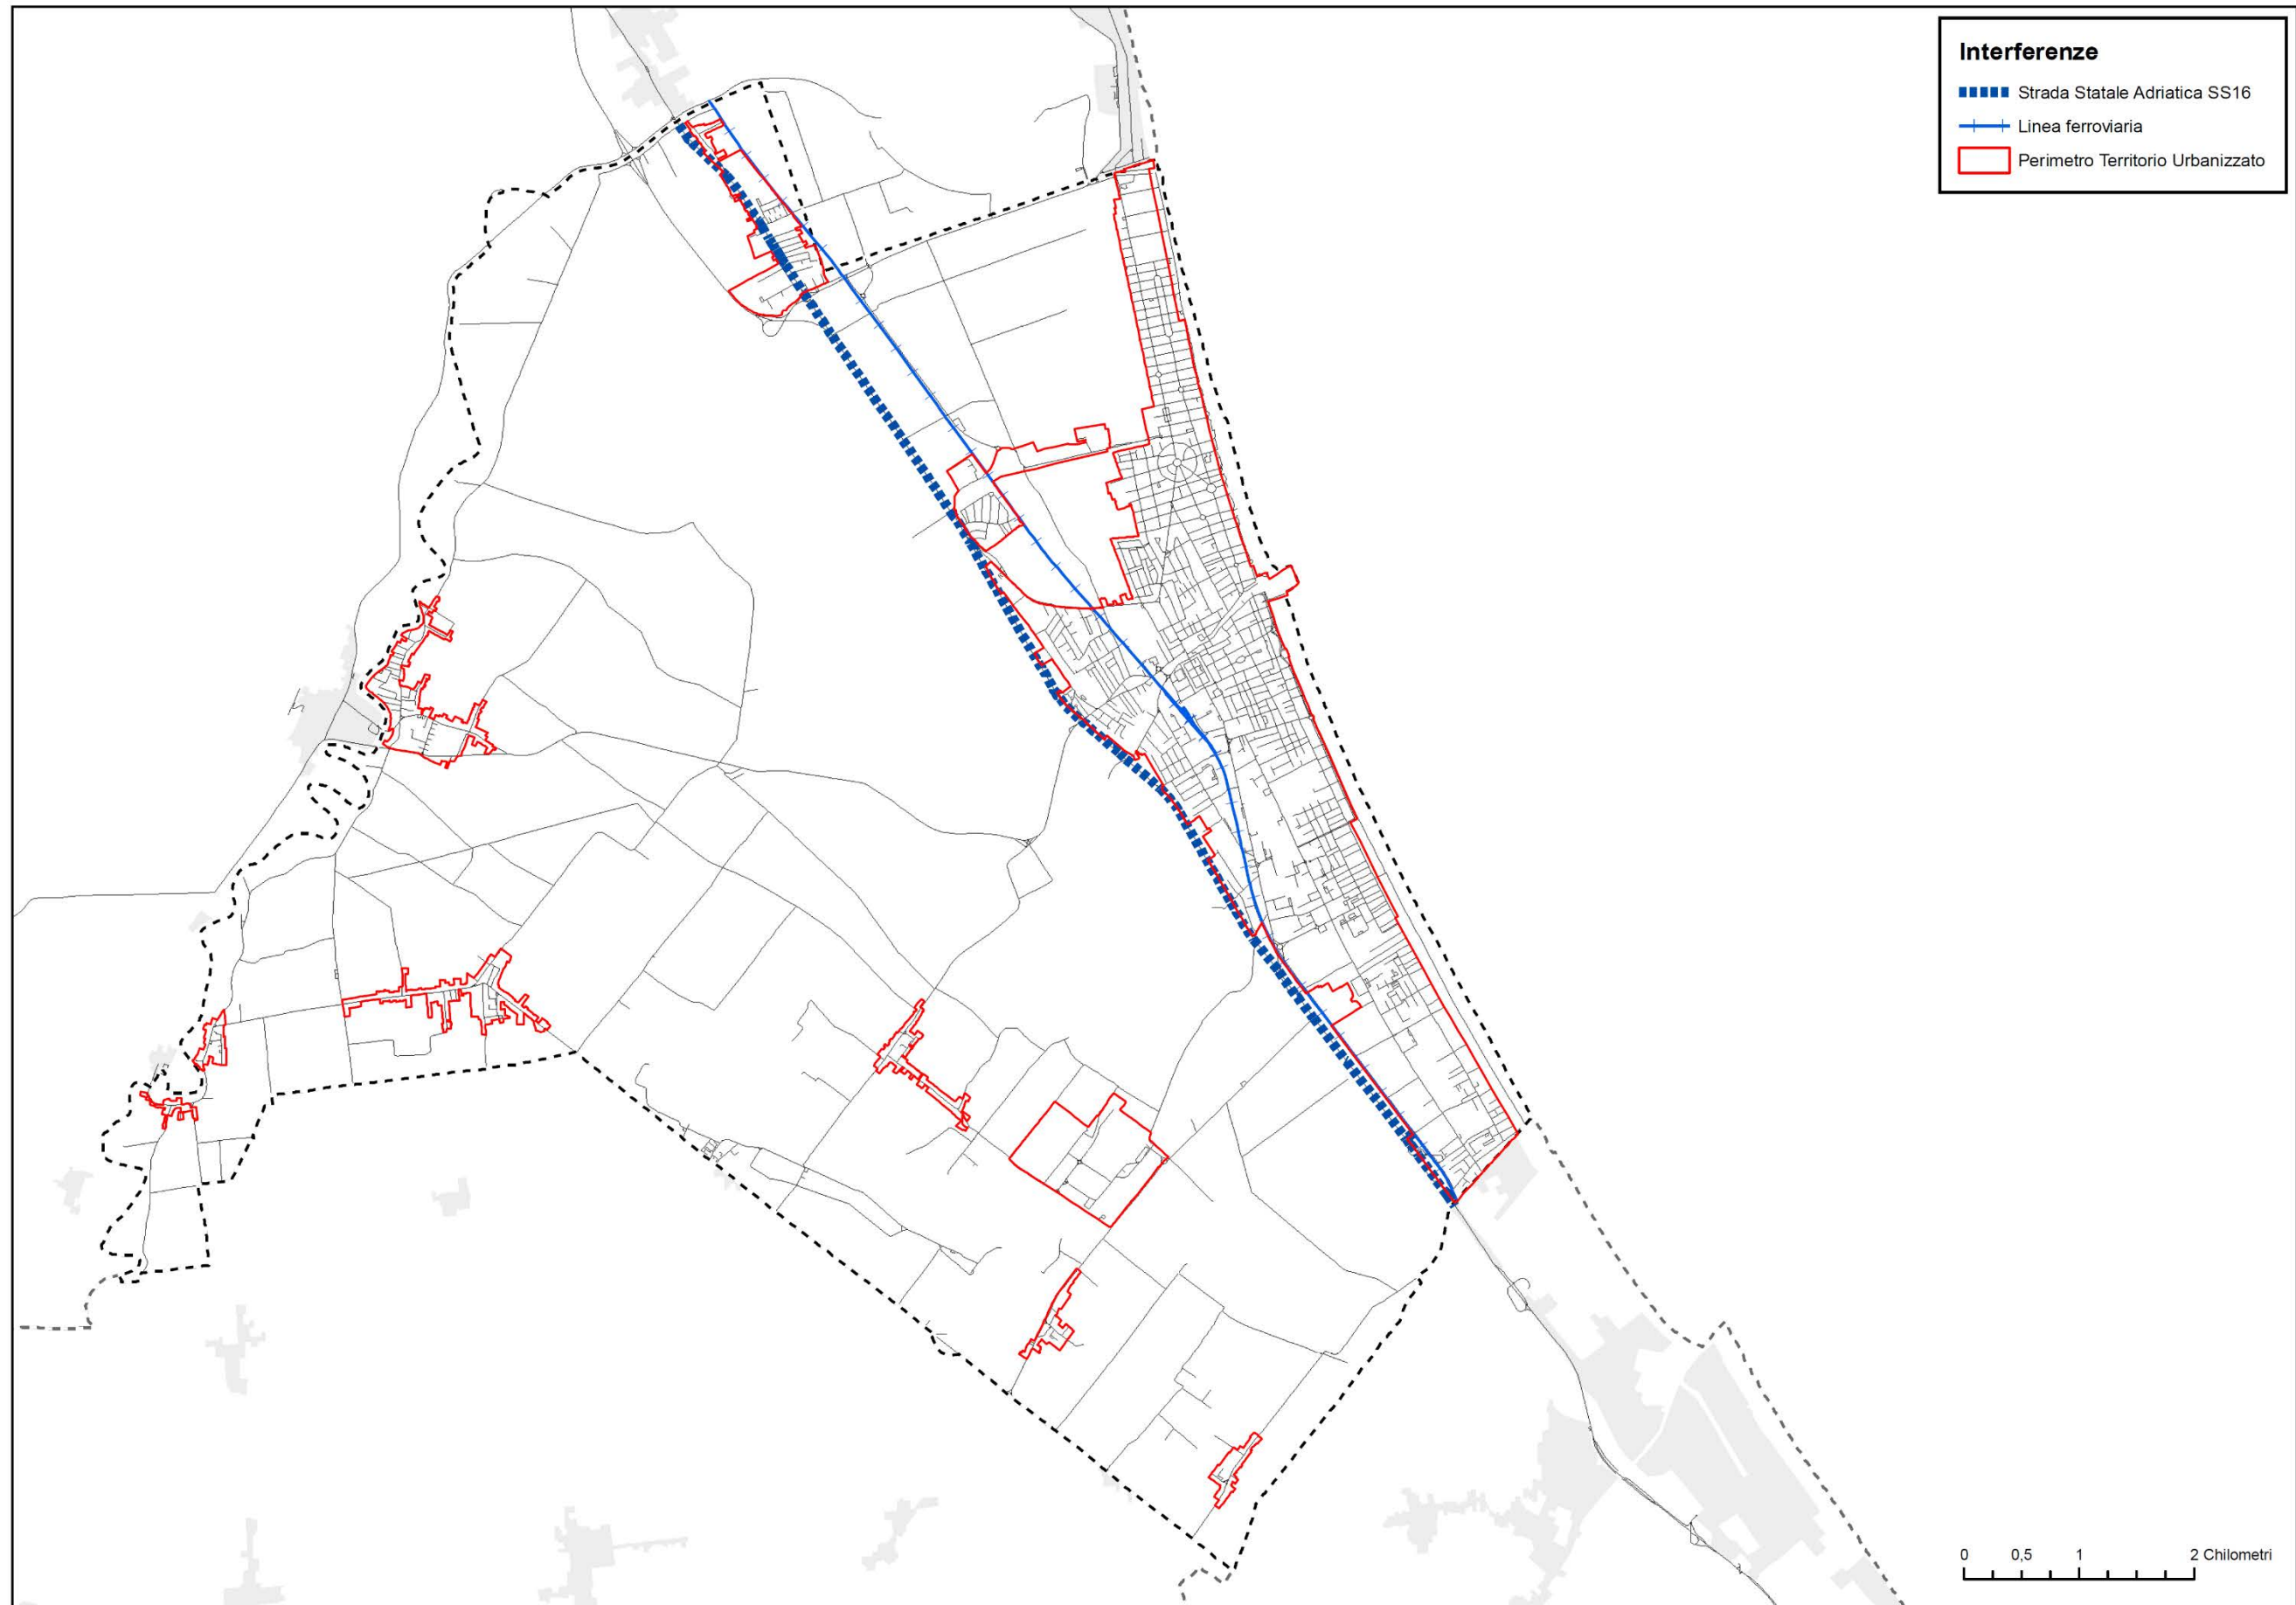 Interferenze
Strada Statale Adriatica SS16
Linea ferroviaria
Perimetro Territorio Urbanizzato
0 0,5 1 2 Chilometri